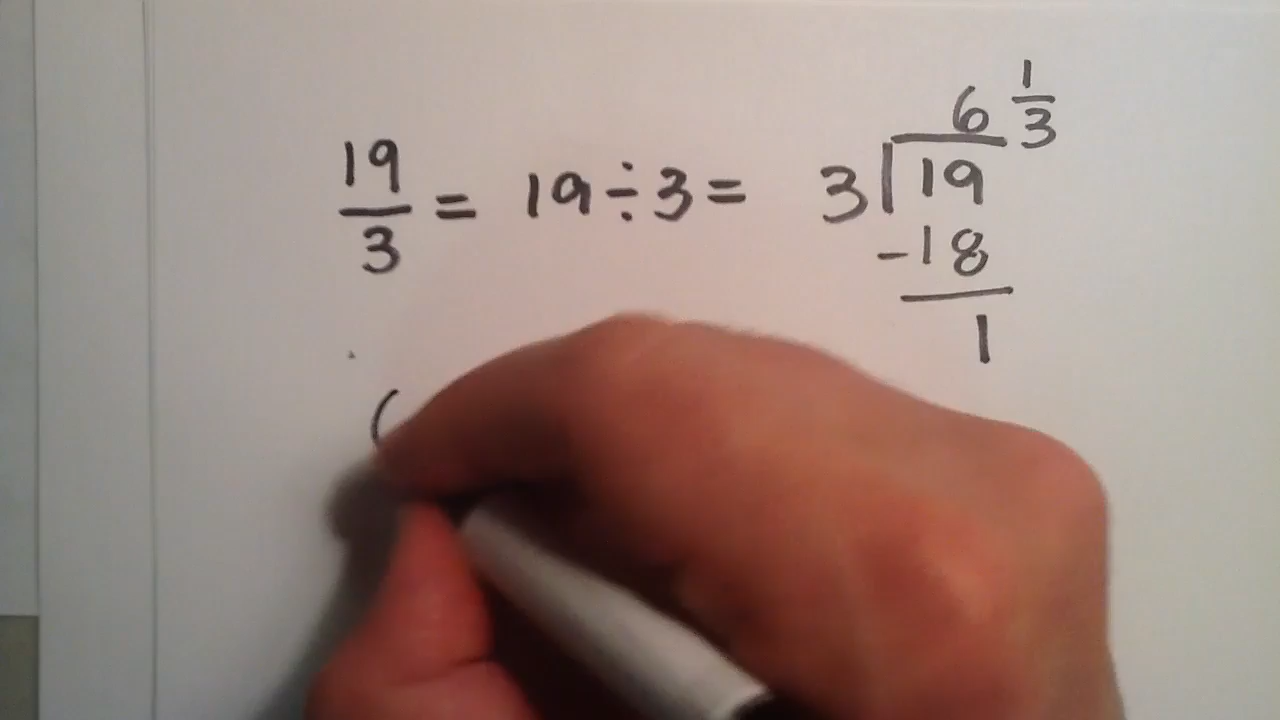 6 1/3
19/3 = 19÷3= 3)19
-18
1